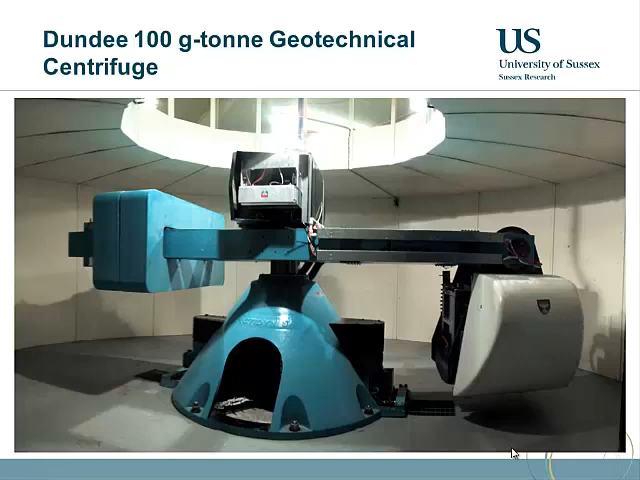 Dundee 100 g-tonne Geotechnical
Centrifuge
US
University of Sussex
Sussex Research